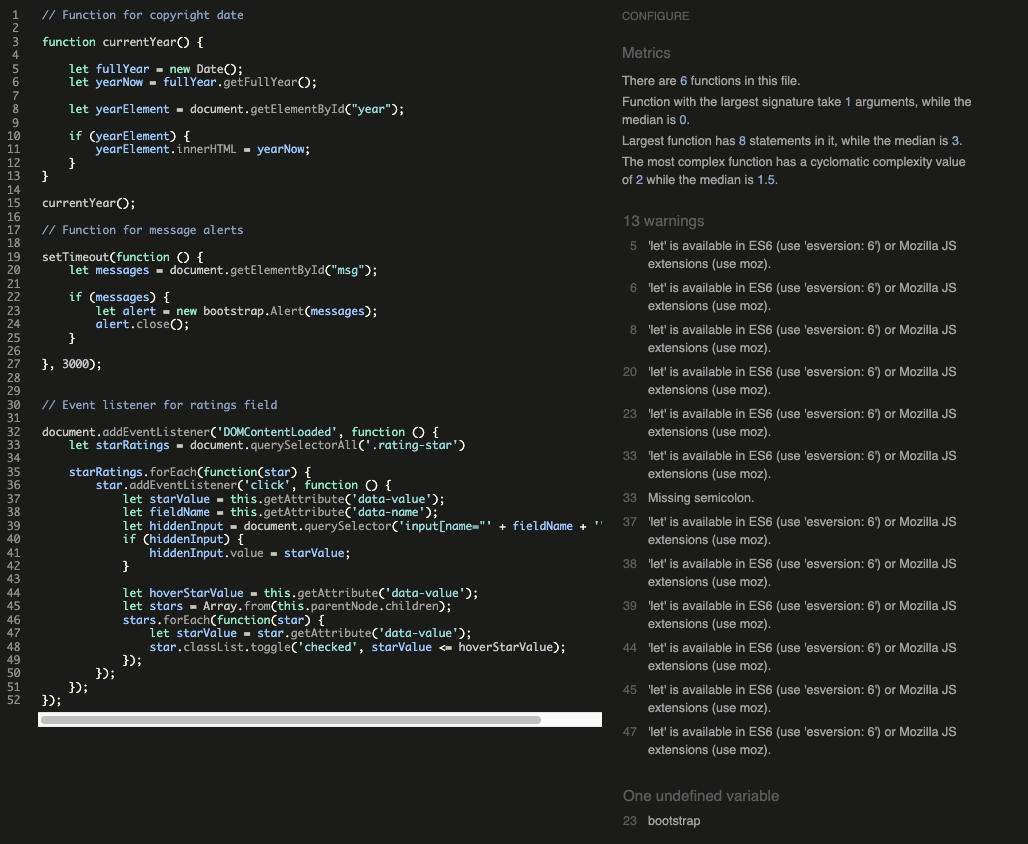 1 // Function for copyright date
2
3 function currentYear() {
4
5     let fullYear = new Date();
6     let yearNow = fullYear.getFullYear();
7
8     let yearElement = document.getElementById("year");
9
10     if (yearElement) {
11         yearElement.innerHTML = yearNow;
12     }
13 }
14
15 currentYear();
16
17 // Function for message alerts
18
19 setTimeout(function () {
20     let messages = document.getElementById("msg");
21
22     if (messages) {
23         let alert = new bootstrap.Alert(messages);
24         alert.close();
25     }
26
27 }, 3000);
28
29
30 // Event listener for ratings field
31
32 document.addEventListener('DOMContentLoaded', function () {
33     let starRatings = document.querySelectorAll('.rating-star')
34
35     starRatings.forEach(function(star) {
36         star.addEventListener('click', function () {
37             let starValue = this.getAttribute('data-value');
38             let fieldName = this.getAttribute('data-name');
39             let hiddenInput = document.querySelector('input[name="' + fieldName + '"
40             if (hiddenInput) {
41                 hiddenInput.value = starValue;
42             }
43
44             let hoverStarValue = this.getAttribute('data-value');
45             let stars = Array.from(this.parentNode.children);
46             stars.forEach(function(star) {
47                 let starValue = star.getAttribute('data-value');
48                 star.classList.toggle('checked', starValue <= hoverStarValue);
49             });
50         });
51     });
52 });
CONFIGURE
Metrics
There are 6 functions in this file.
Function with the largest signature take 1 arguments, while the
median is 0.
Largest function has 8 statements in it, while the median is 3.
The most complex function has a cyclomatic complexity value
of 2 while the median is 1.5.
13 warnings
5 'let' is available in ES6 (use 'esversion: 6') or Mozilla JS
extensions (use moz).
6 'let' is available in ES6 (use 'esversion: 6') or Mozilla JS
extensions (use moz).
8 'let' is available in ES6 (use 'esversion: 6') or Mozilla JS
extensions (use moz).
20 'let' is available in ES6 (use 'esversion: 6') or Mozilla JS
extensions (use moz).
23 'let' is available in ES6 (use 'esversion: 6') or Mozilla JS
extensions (use moz).
33 'let' is available in ES6 (use 'esversion: 6') or Mozilla JS
extensions (use moz).
33 Missing semicolon.
37 'let' is available in ES6 (use 'esversion: 6') or Mozilla JS
extensions (use moz).
38 'let' is available in ES6 (use 'esversion: 6') or Mozilla JS
extensions (use moz).
39 'let' is available in ES6 (use 'esversion: 6') or Mozilla JS
extensions (use moz).
44 'let' is available in ES6 (use 'esversion: 6') or Mozilla JS
extensions (use moz).
45 'let' is available in ES6 (use 'esversion: 6') or Mozilla JS
extensions (use moz).
47 'let' is available in ES6 (use 'esversion: 6') or Mozilla JS
extensions (use moz).
One undefined variable
23 bootstrap